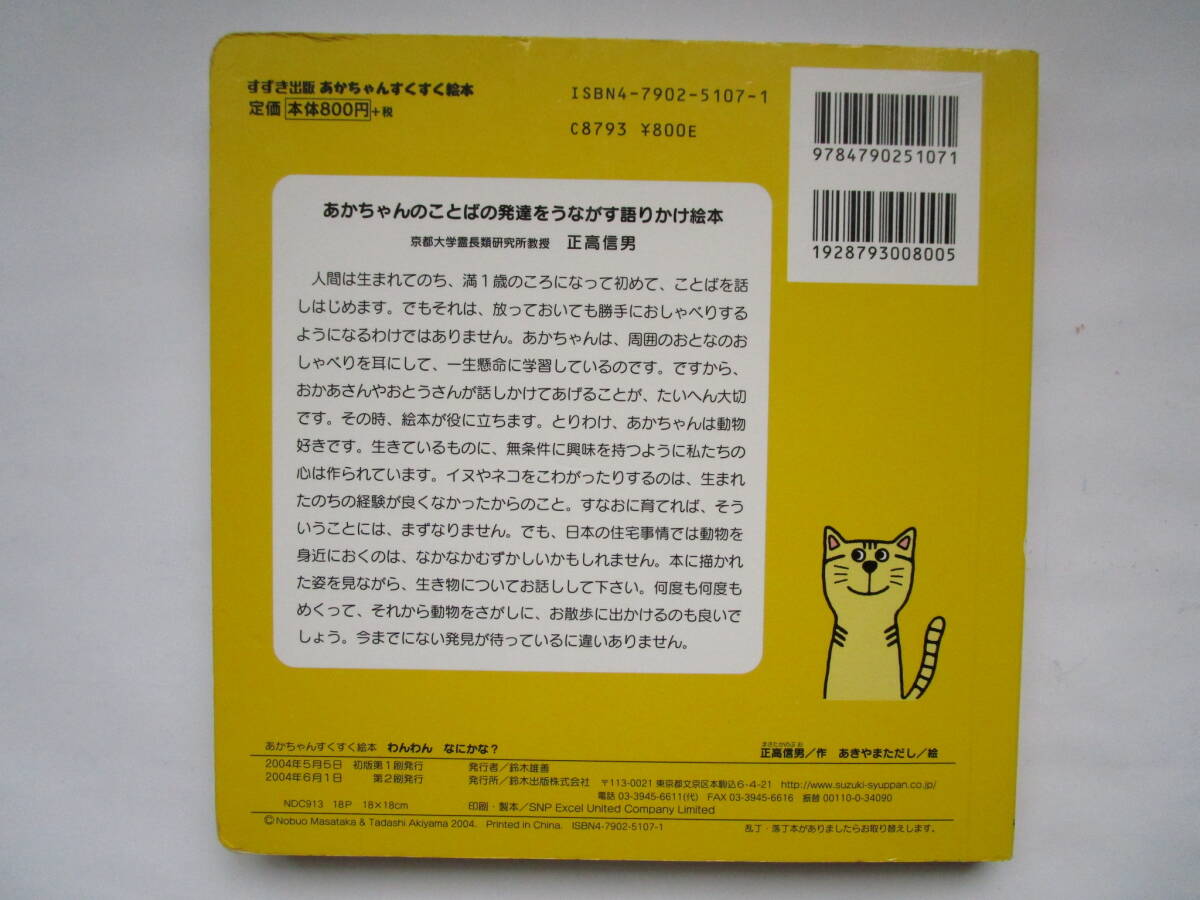 すずき出版 あかちゃんすくすく絵本
定価 本体800円+税
ISBN4-7902-5107-1
C8793 ¥800E
9784790251071
1928793008005
あかちゃんのことばの発達をうながす語りかけ絵本
京都大学霊長類研究所教授 正高信男
人間は生まれてのち、満1歳のころになって初めて、ことばを話
しはじめます。でもそれは、放っておいても勝手におしゃべりする
ようになるわけではありません。あかちゃんは、周囲のおとなのお
しゃべりを耳にして、一生懸命に学習しているのです。ですから、
おかあさんやおとうさんが話しかけてあげることが、たいへん大切
です。その時、絵本が役に立ちます。とりわけ、あかちゃんは動物
好きです。生きているものに、無条件に興味を持つように私たちの
心は作られています。イヌやネコをこわがったりするのは、生まれ
たのちの経験が良くなかったからのこと。すなおに育てれば、そう
いうことには、まずなりません。でも、日本の住宅事情では動物を
身近におくのは、なかなかむずかしいかもしれません。本に描かれ
た姿を見ながら、生き物についてお話しして下さい。何度も何度も
めくって、それから動物をさがしに、お散歩に出かけるのも良いで
しょう。今までにない発見が待っているに違いありません。
あかちゃんすくすく絵本 わんわん なにかな?
まさたかのぶお
正高信男/作 あきやまただし/絵
2004年5月5日 初版第1刷発行 発行者/鈴木雄善
2004年6月1日 第2刷発行 発行所/鈴木出版株式会社 〒113-0021 東京都文京区本駒込6-4-21 http://www.suzuki-syuppan.co.jp/
電話 03-3945-6611(代) FAX 03-3945-6616 振替 00110-0-34090
NDC913 18P 18×18cm 印刷・製本/SNP Excel United Company Limited
©Nobuo Masataka & Tadashi Akiyama 2004. Printed in China. ISBN4-7902-5107-1 乱丁・落丁本がありましたらお取り替えします。